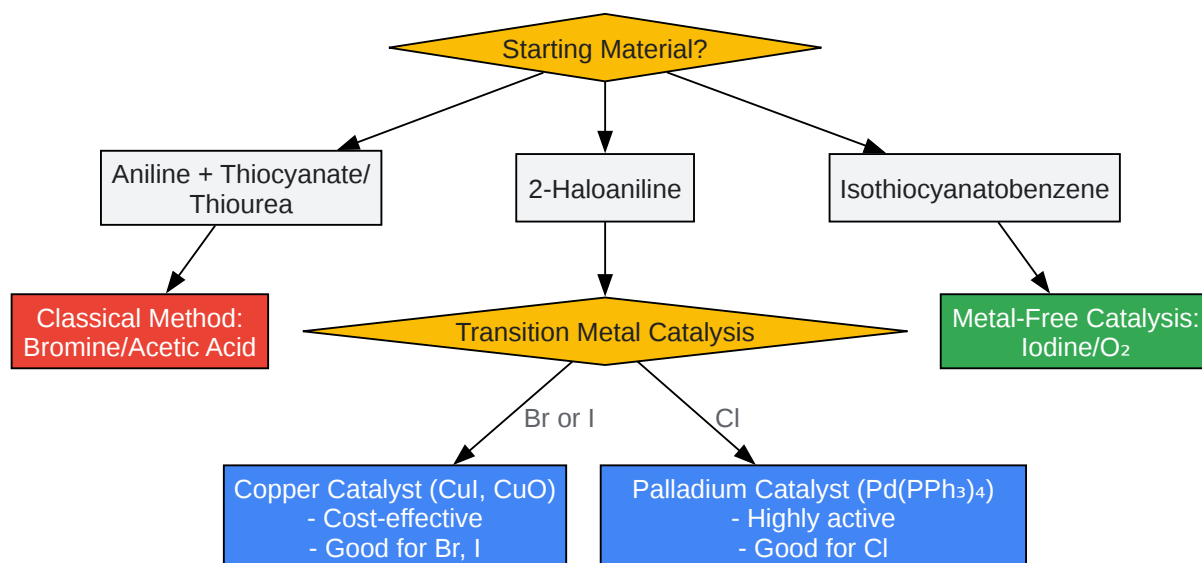 Starting Material?
Aniline + Thiocyanate/
Thiourea
2-Haloaniline
Isothiocyanatobenzene
Classical Method:
Bromine/Acetic Acid
Transition Metal Catalysis
Metal-Free Catalysis:
Iodine/O₂
Br or I
Cl
Copper Catalyst (CuI, CuO)
- Cost-effective
- Good for Br, I
Palladium Catalyst (Pd(PPh₃)₄)
- Highly active
- Good for Cl